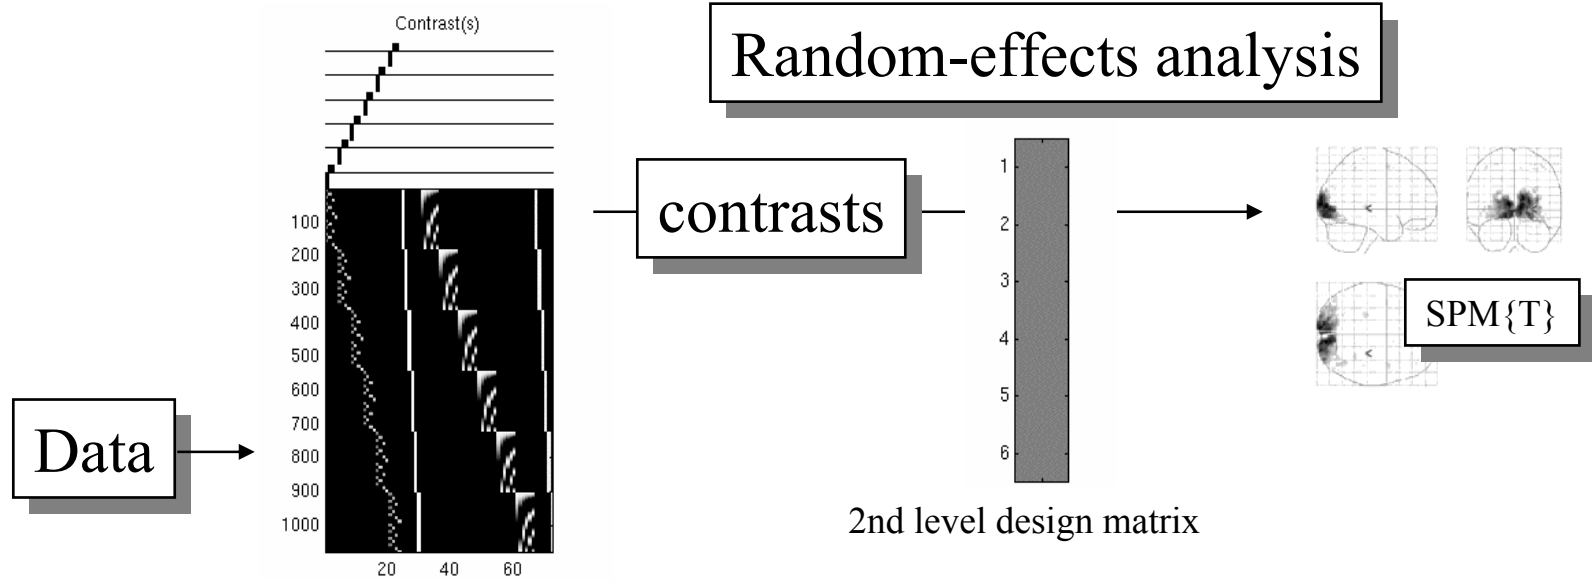 Contrast(s)
Random-effects analysis
contrasts
Data
100
200
300
400
500
600
700
800
900
1000
20 40 60
1
2
3
4
5
6
2nd level design matrix
<
<
SPM{T}